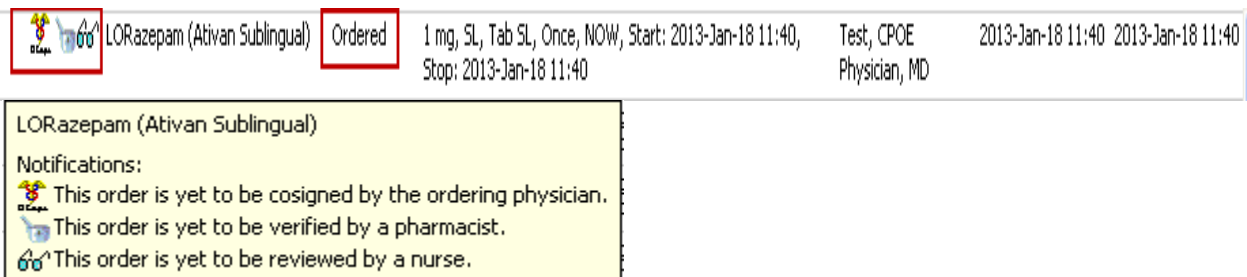 LORazepam (Ativan Sublingual) Ordered 1 mg, SL, Tab SL, Once, NOW, Start: 2013-Jan-18 11:40, Test, CPOE 2013-Jan-18 11:40 2013-Jan-18 11:40
Stop: 2013-Jan-18 11:40 Physician, MD
LORazepam (Ativan Sublingual)
Notifications:
This order is yet to be cosigned by the ordering physician.
This order is yet to be verified by a pharmacist.
This order is yet to be reviewed by a nurse.